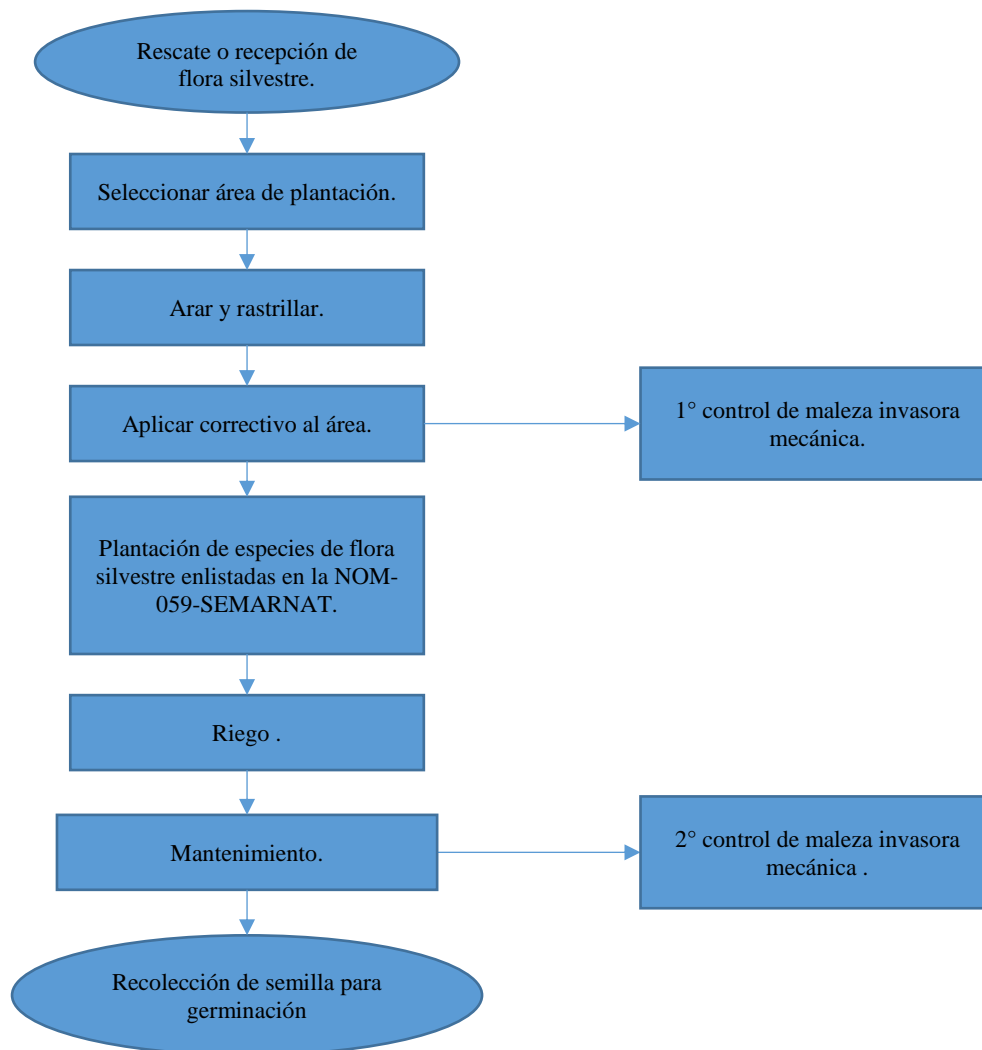 Rescate o recepción de
flora silvestre.
Seleccionar área de plantación.
Arar y rastrillar.
Aplicar correctivo al área.
1° control de maleza invasora
mecánica.
Plantación de especies de flora
silvestre enlistadas en la NOM-
059-SEMARNAT.
Riego .
Mantenimiento.
2° control de maleza invasora
mecánica .
Recolección de semilla para
germinación